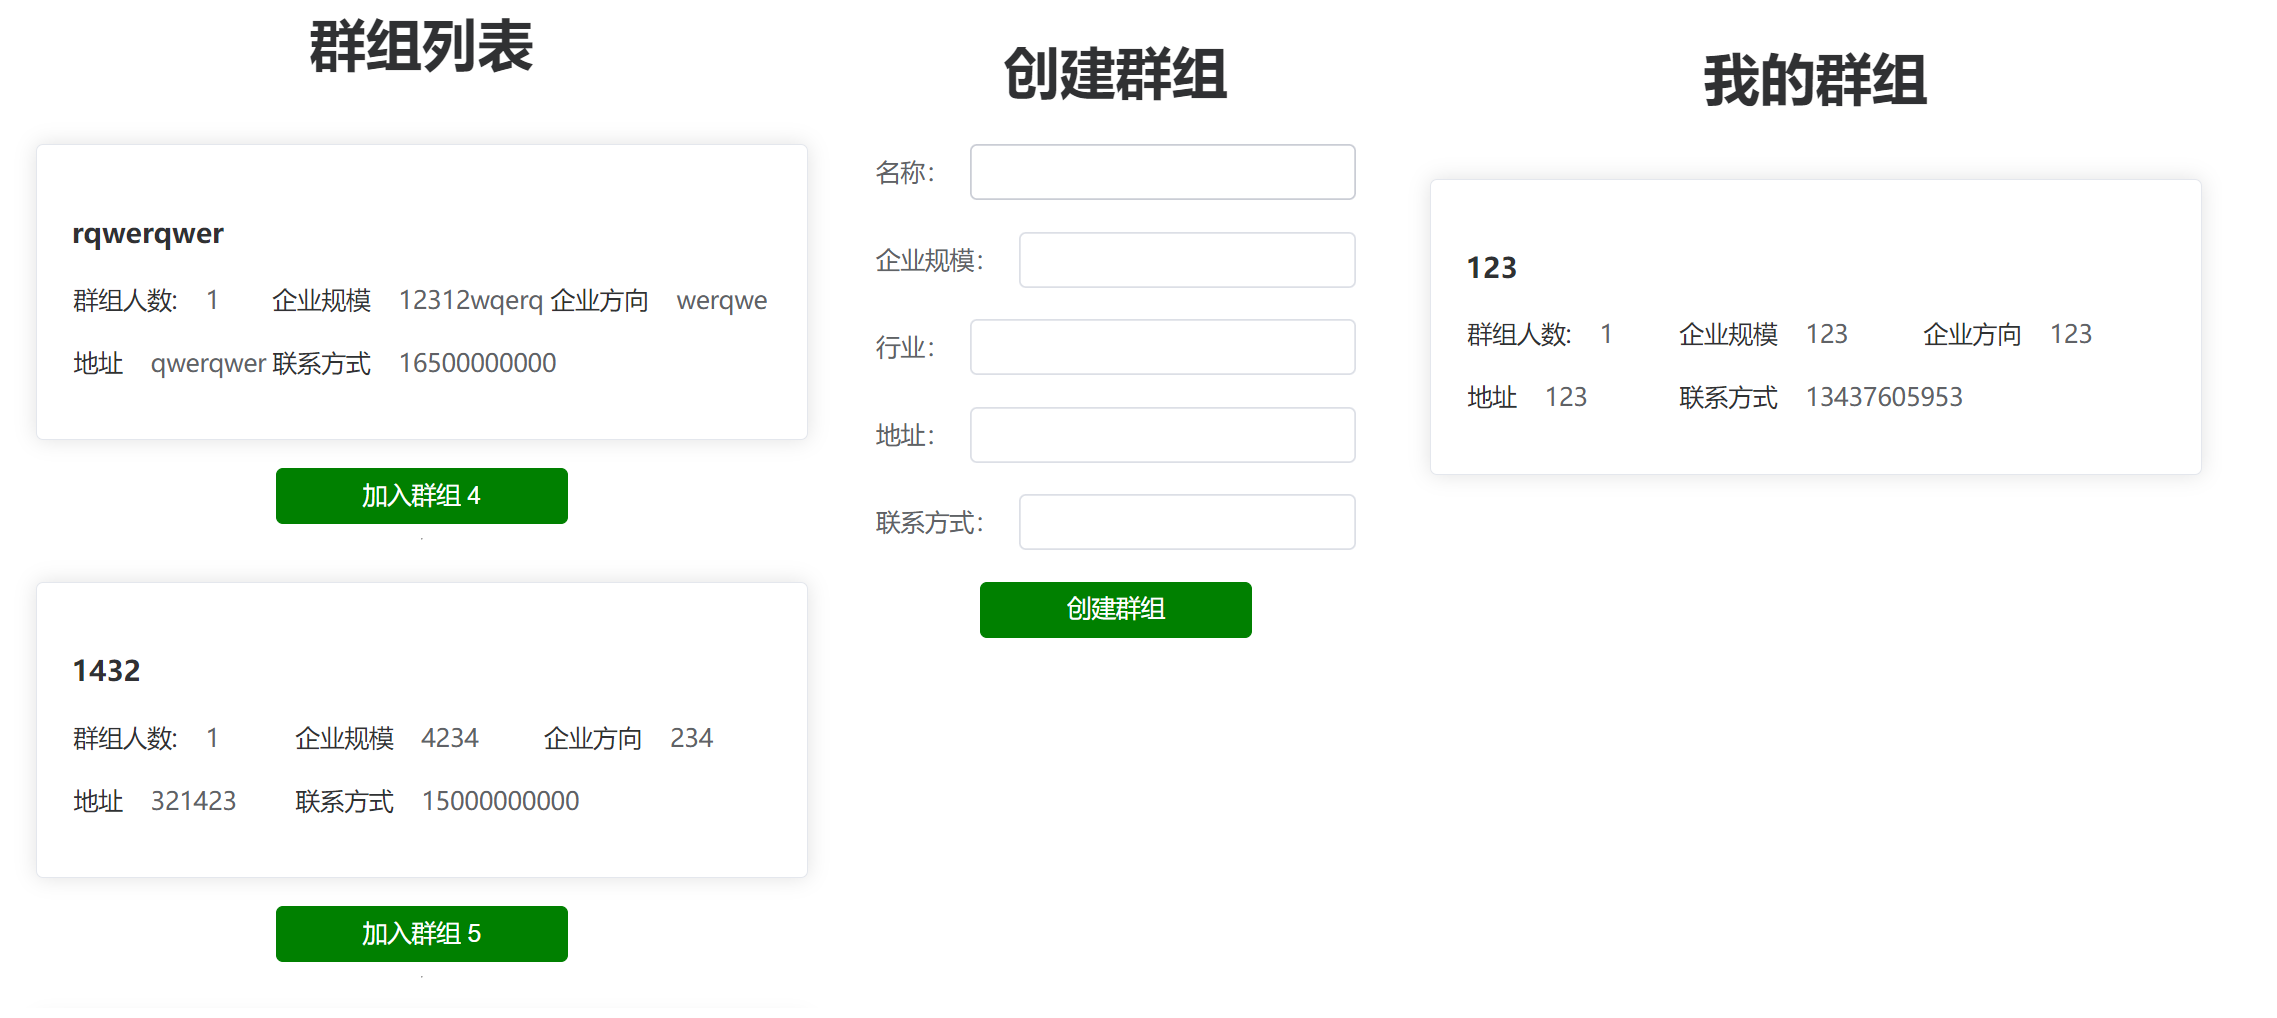 群组列表
rqwerqwer
群组人数: 1 企业规模 12312wqerq 企业方向 werqwe
地址 qwerqwer 联系方式 16500000000
加入群组 4
1432
群组人数: 1 企业规模 4234 企业方向 234
地址 321423 联系方式 15000000000
加入群组 5
创建群组
名称：
企业规模：
行业：
地址：
联系方式：
创建群组
我的群组
123
群组人数: 1 企业规模 123 企业方向 123
地址 123 联系方式 13437605953